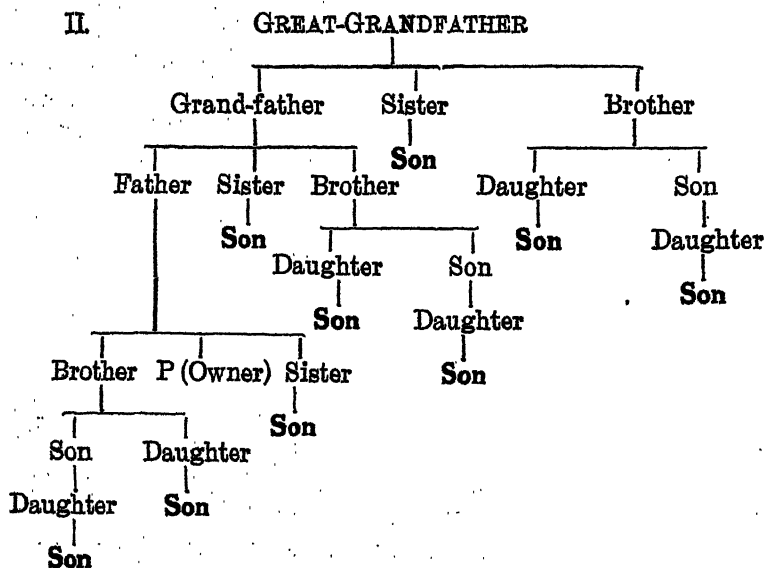 II. GREAT-GRANDFATHER
Grand-father Sister Brother
Son
Father Sister Brother Daughter Son
Son Son Daughter
Daughter Son
Son
Son Daughter
Brother P (Owner) Sister Son
Son
Son Daughter
Daughter Son
Son